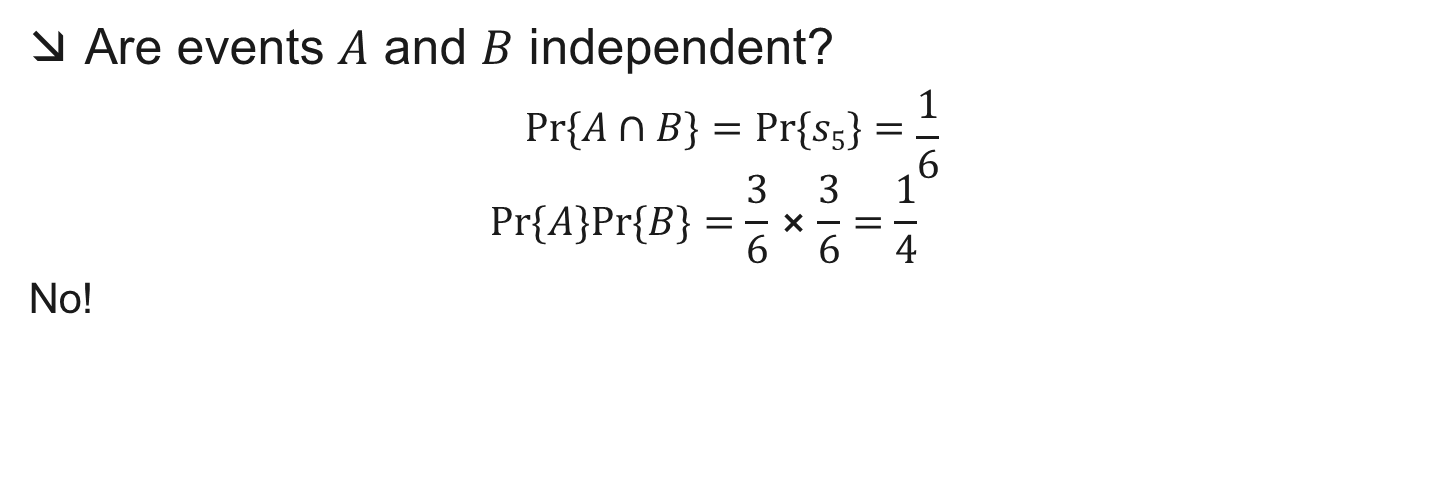 ↘ Are events A and B independent?
Pr{A ∩ B} = Pr{s₅} = 1/6
Pr{A}Pr{B} = 3/6 × 3/6 = 1/4
No!